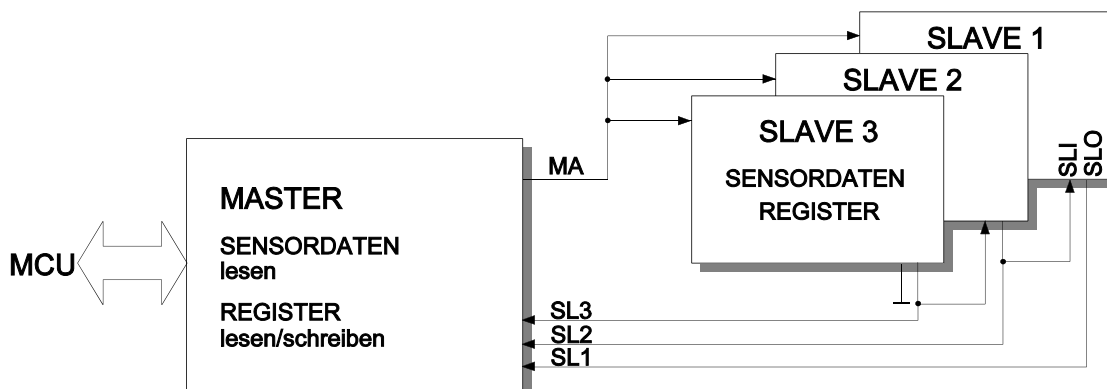 SLAVE 1
SLAVE 2
SLAVE 3
SENSORDATEN
REGISTER
SLI
SLO
MA
MASTER
SENSORDATEN
lesen
REGISTER
lesen/schreiben
MCU
SL3
SL2
SL1